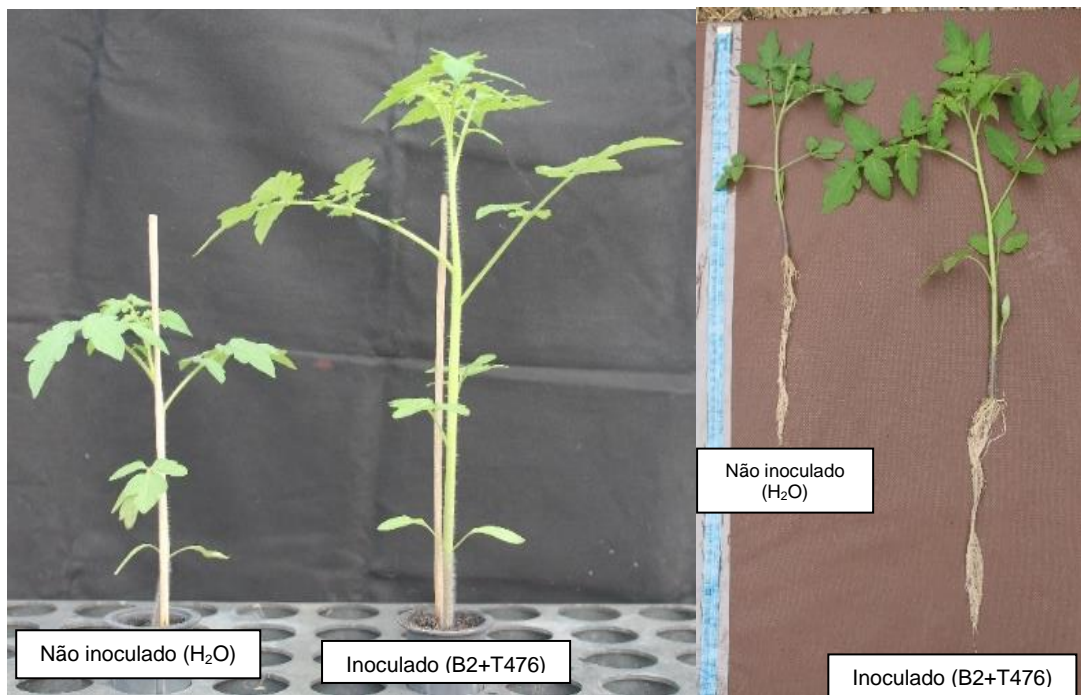 Não inoculado (H₂O)
Inoculado (B2+T476)
Não inoculado
(H₂O)
Inoculado (B2+T476)